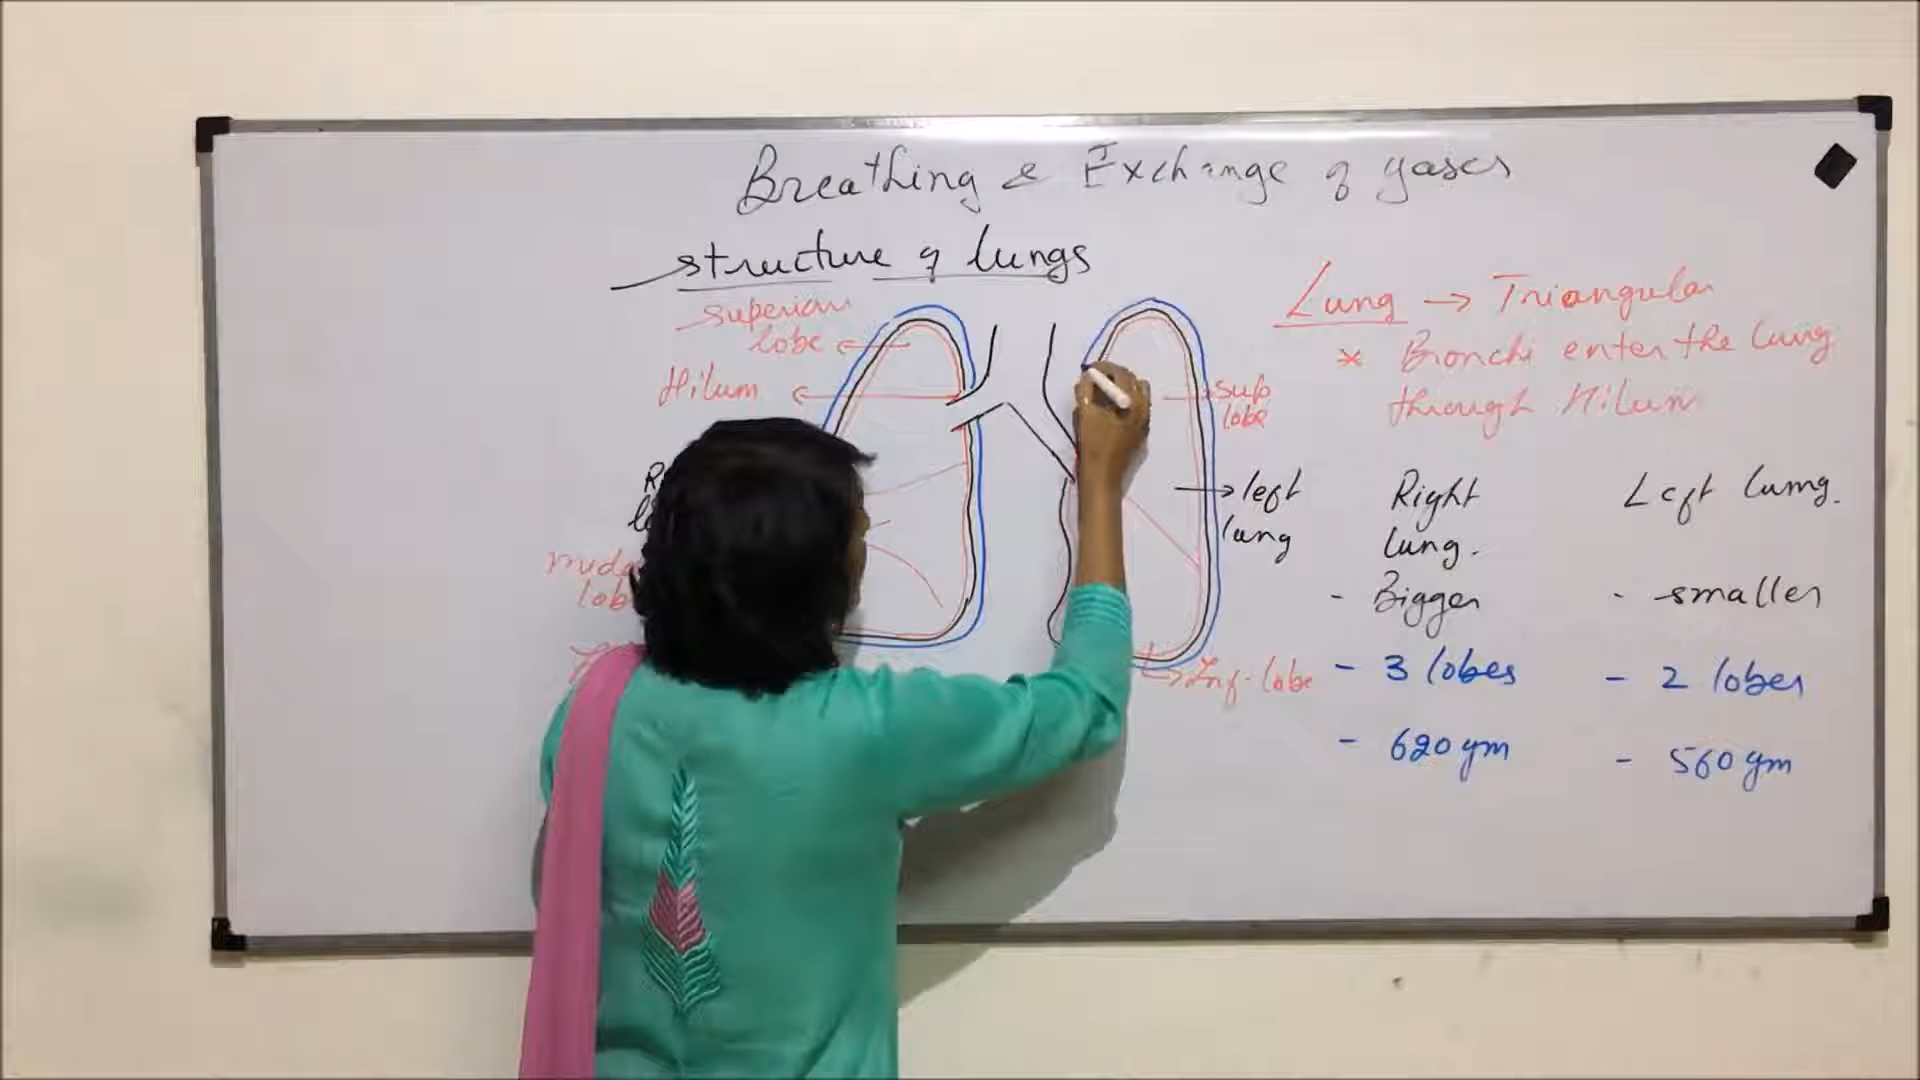 Breathing & Exchange of gases
structure of lungs
superior
lobe
Hilum
sup
lobe
left
lung
Inf-lobe
Lung → Triangular
* Bronchi enter the lung
through Hilum
Right Left lung.
lung.
- Bigger - smaller
- 3 lobes - 2 lobes
- 620 gm - 560 gm